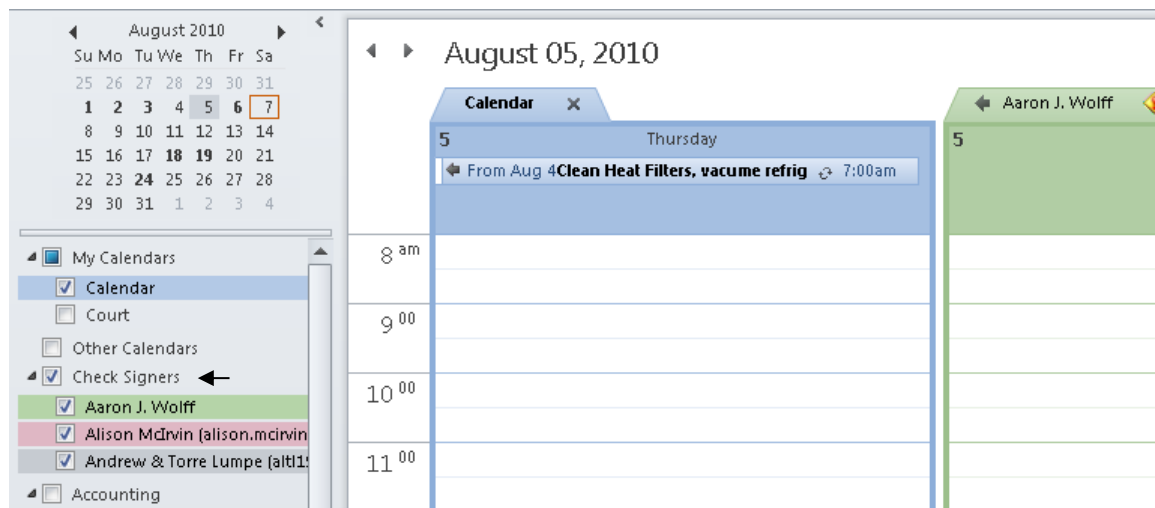 August 2010
Su Mo Tu We Th Fr Sa
25 26 27 28 29 30 31
1 2 3 4 5 6 7
8 9 10 11 12 13 14
15 16 17 18 19 20 21
22 23 24 25 26 27 28
29 30 31 1 2 3 4
My Calendars
Calendar
Court
Other Calendars
Check Signers
Aaron J. Wolff
Alison McIrvin (alison.mcirvin
Andrew & Torre Lumpe (altl1
Accounting
August 05, 2010
Calendar
Aaron J. Wolff
5 Thursday
5
From Aug 4 Clean Heat Filters, vacume refrig 7:00am
8 am
9 00
10 00
11 00